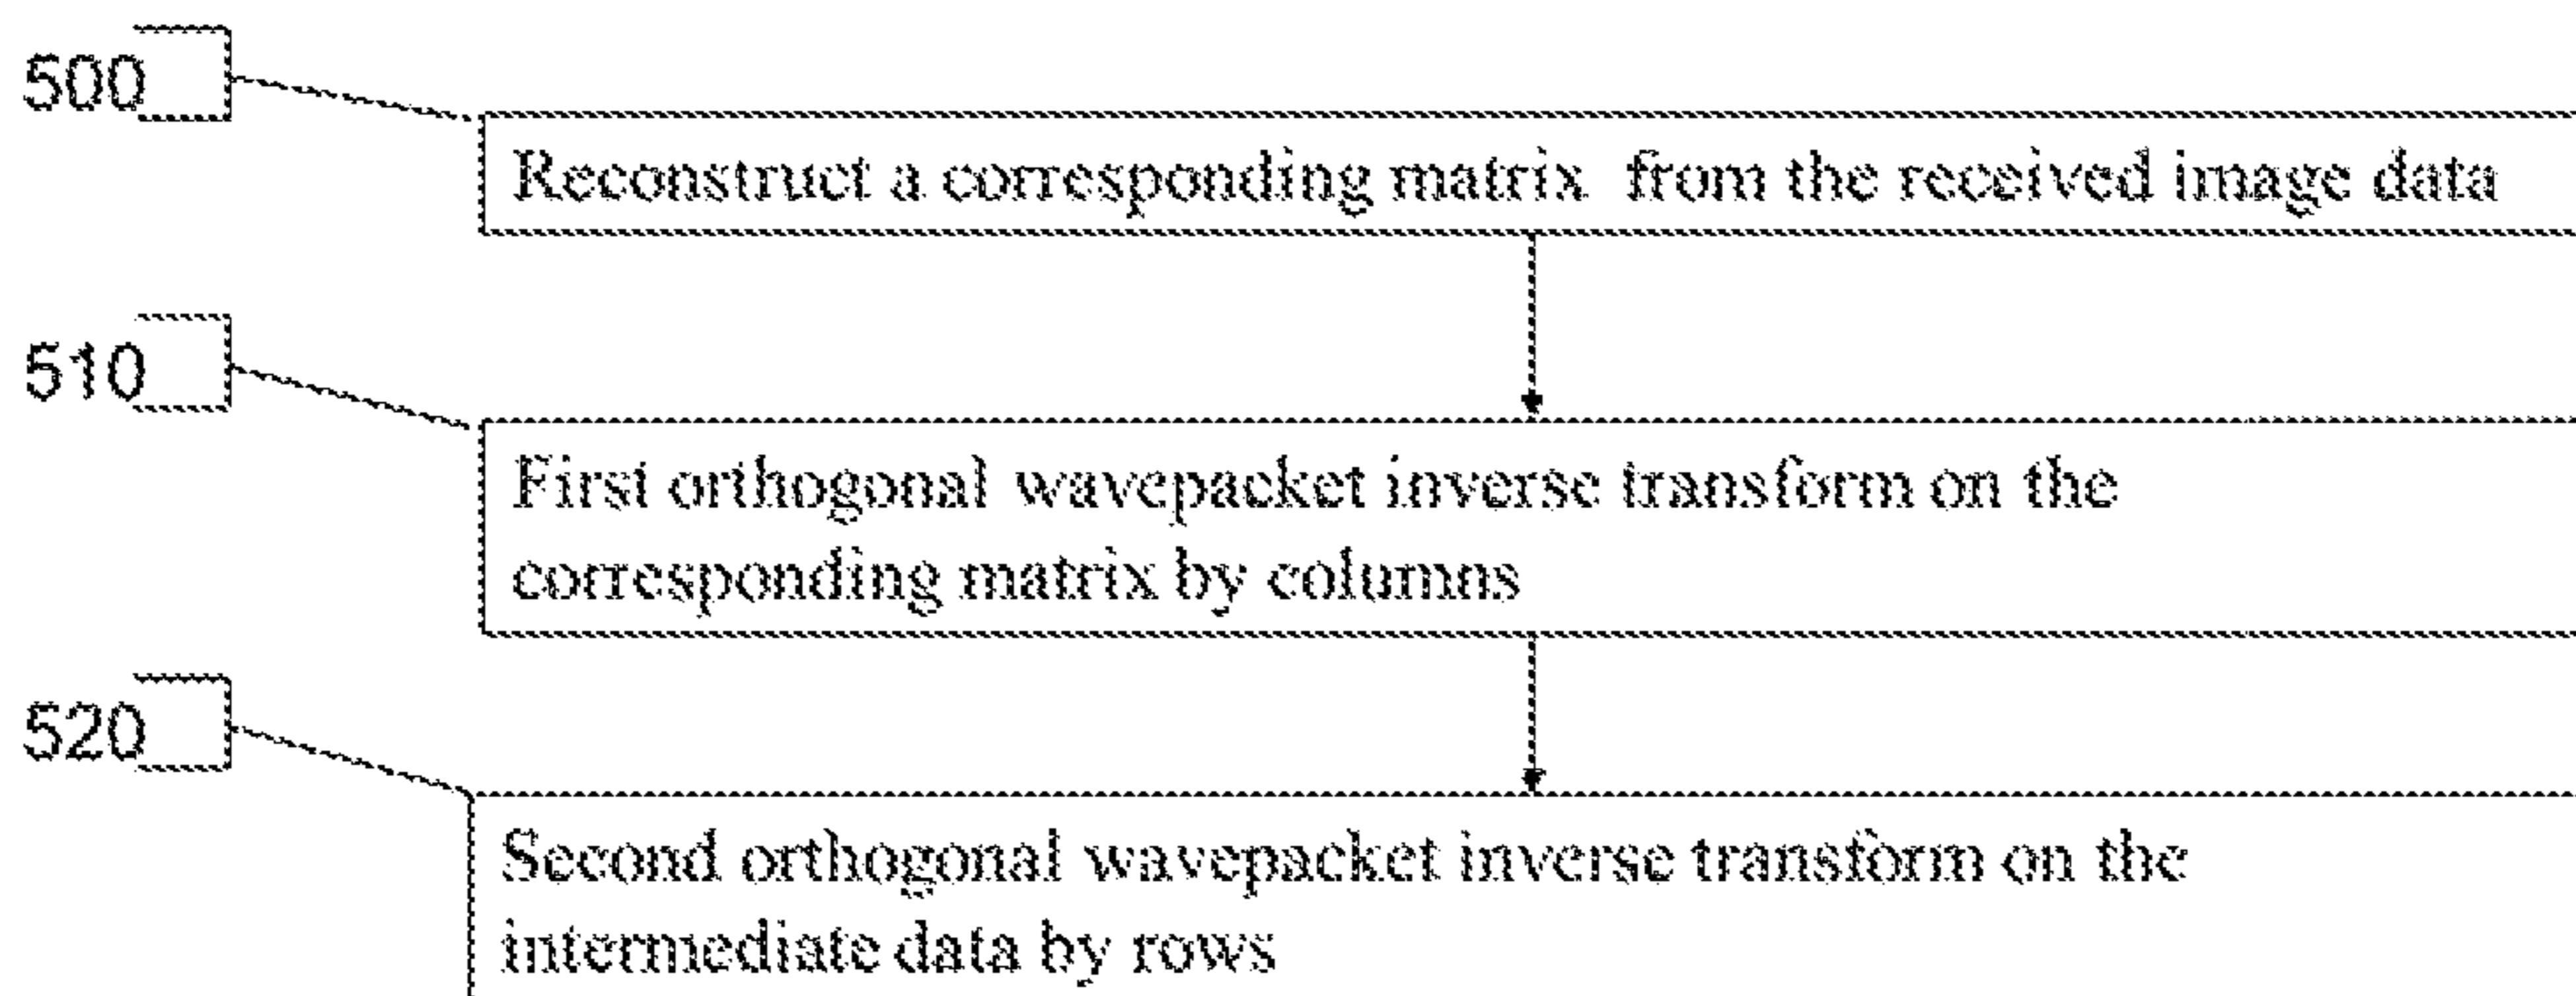 500
Reconstruct a corresponding matrix from the received image data
510
First orthogonal wavepacket inverse transform on the
corresponding matrix by columns
520
Second orthogonal wavepacket inverse transform on the
intermediate data by rows